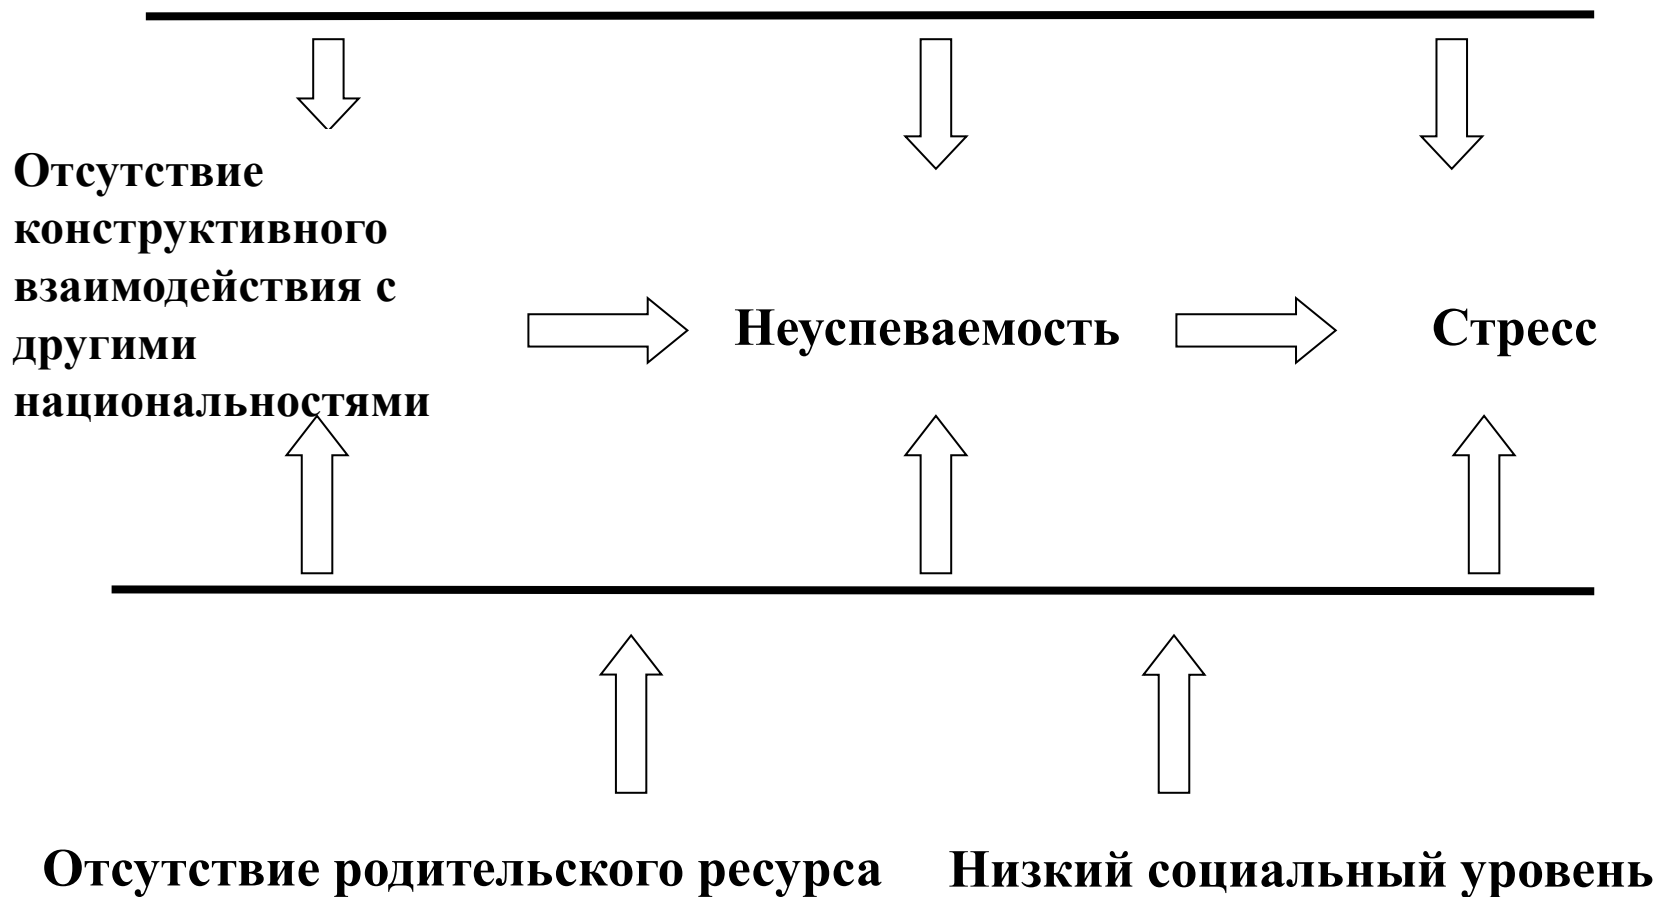 Отсутствие
конструктивного
взаимодействия с
другими
национальностями
Неуспеваемость
Стресс
Отсутствие родительского ресурса
Низкий социальный уровень